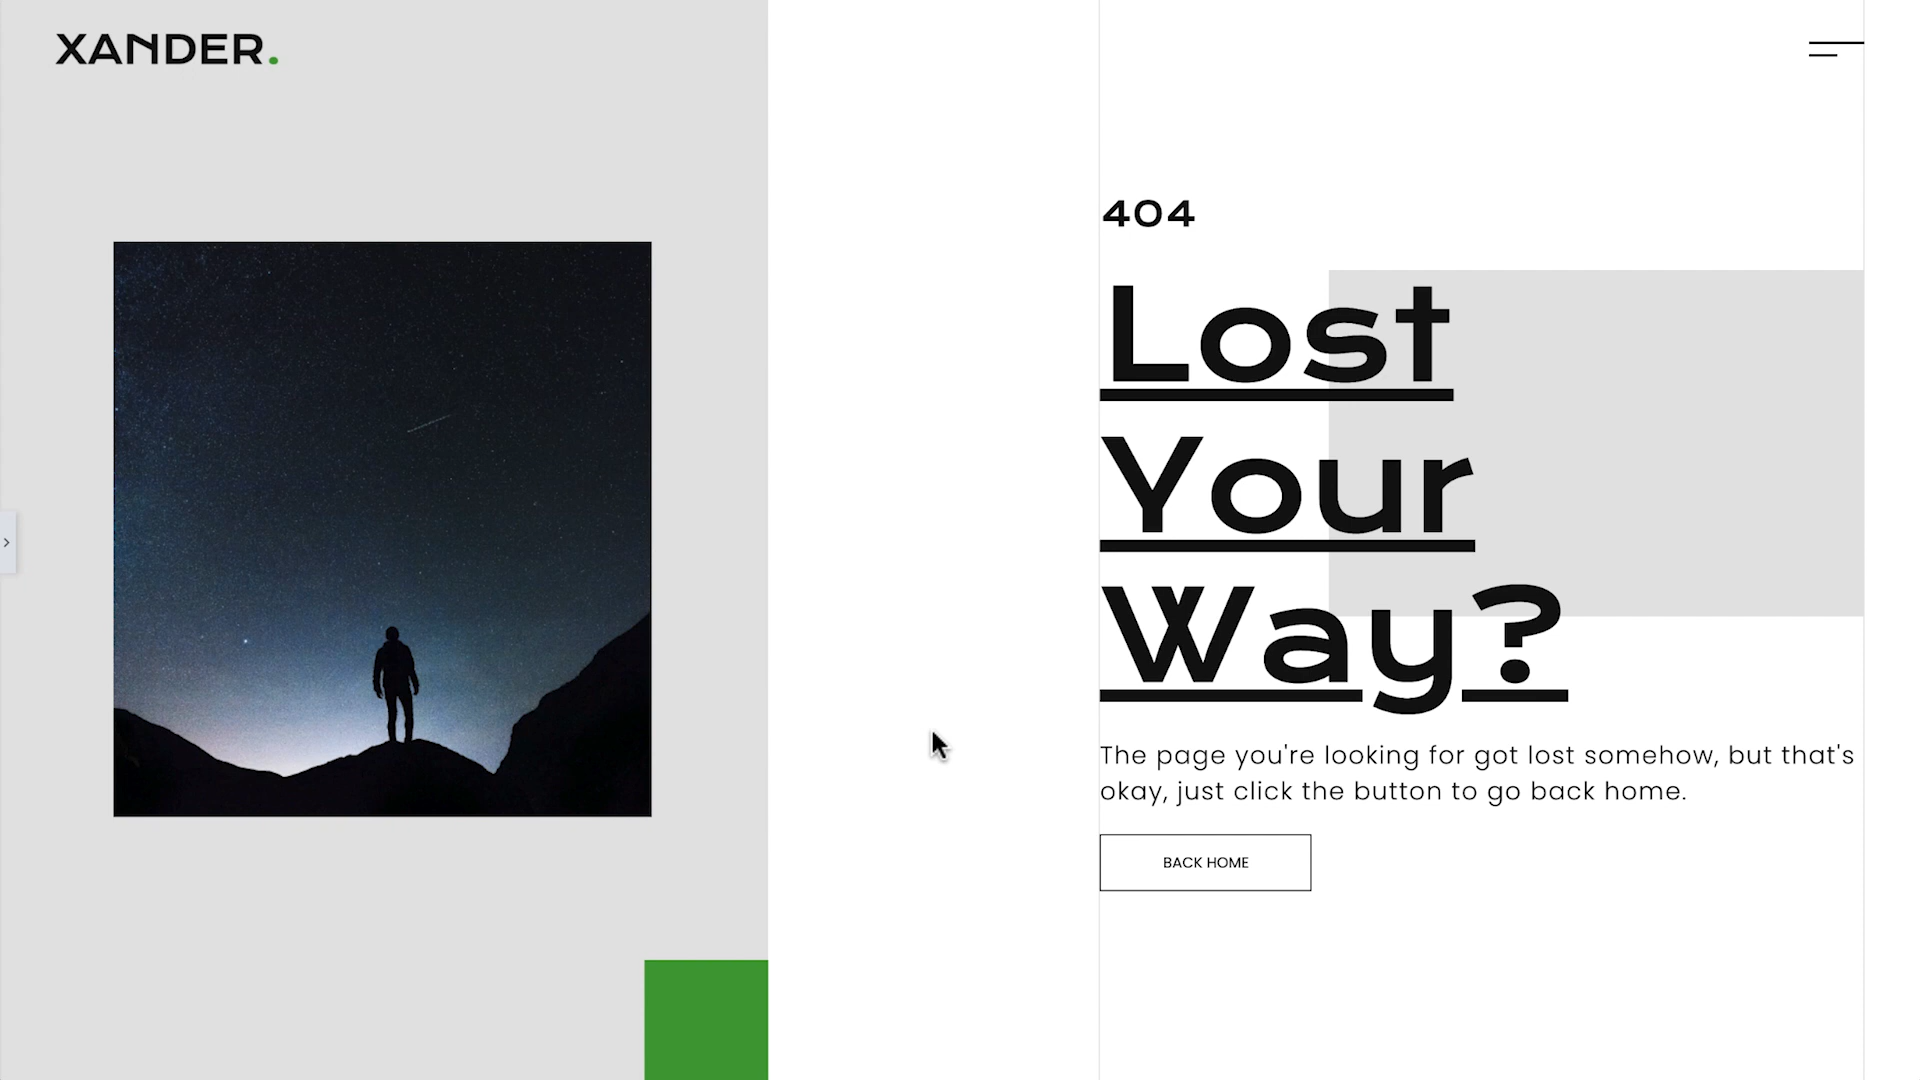 XANDER.
404
Lost
Your
Way?
The page you're looking for got lost somehow, but that's
okay, just click the button to go back home.
BACK HOME